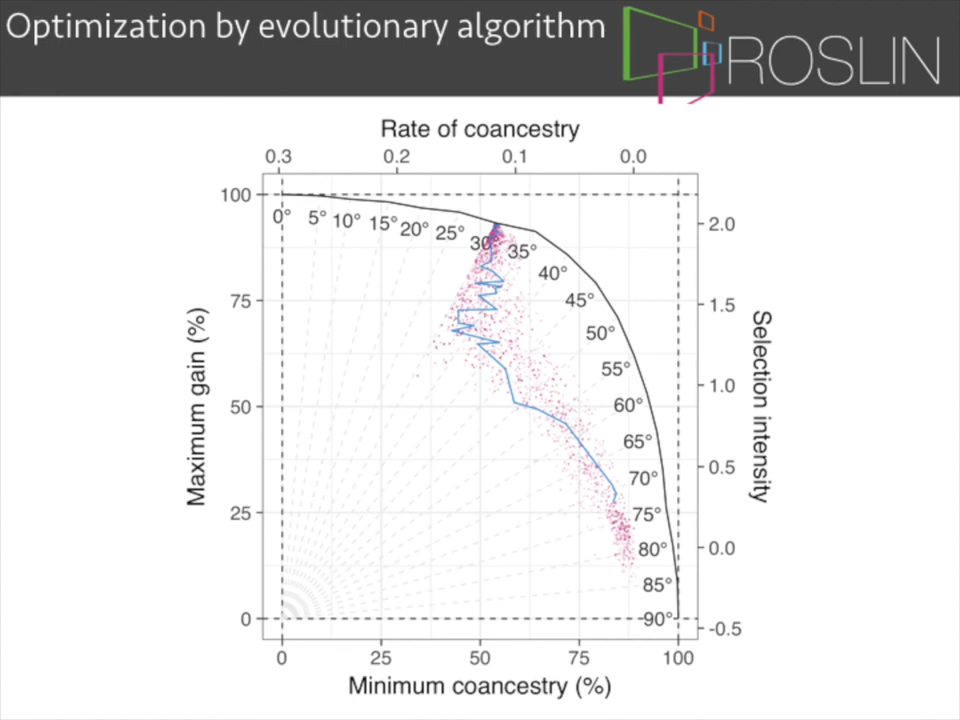 Optimization by evolutionary algorithm
ROSLIN
Rate of coancestry
0.3 0.2 0.1 0.0
100
75
50
25
0
Maximum gain (%)
0° 5° 10° 15° 20° 25° 30° 35°
40°
45°
50°
55°
60°
65°
70°
75°
80°
85°
90°
2.0
1.5
1.0
0.5
0.0
-0.5
Selection intensity
0 25 50 75 100
Minimum coancestry (%)